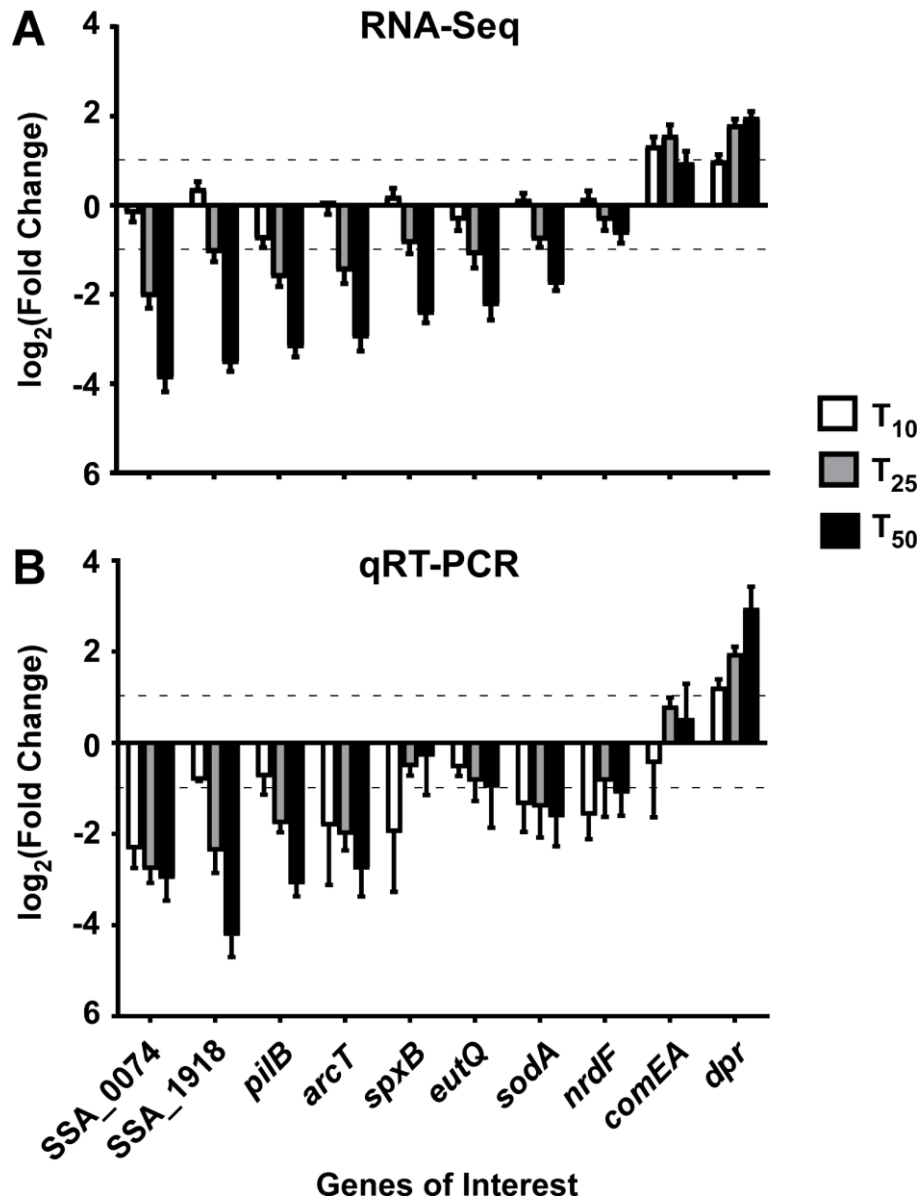 A
RNA-Seq
log₂(Fold Change)
4
2
0
-2
-4
6
T₁₀
T₂₅
T₅₀
B
qRT-PCR
log₂(Fold Change)
4
2
0
-2
-4
6
SSA_0074
SSA_1918
pilB
arcT
spxB
eutQ
sodA
nrdF
comEA
dpr
Genes of Interest